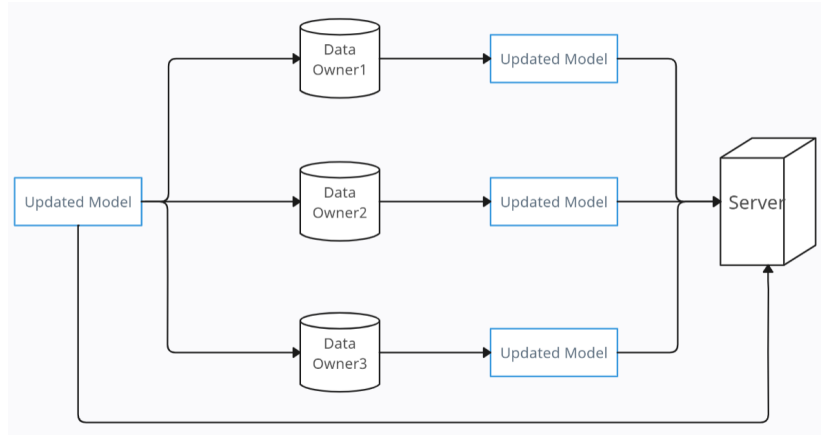 Data
Owner1
Updated Model
Updated Model
Data
Owner2
Updated Model
Server
Data
Owner3
Updated Model